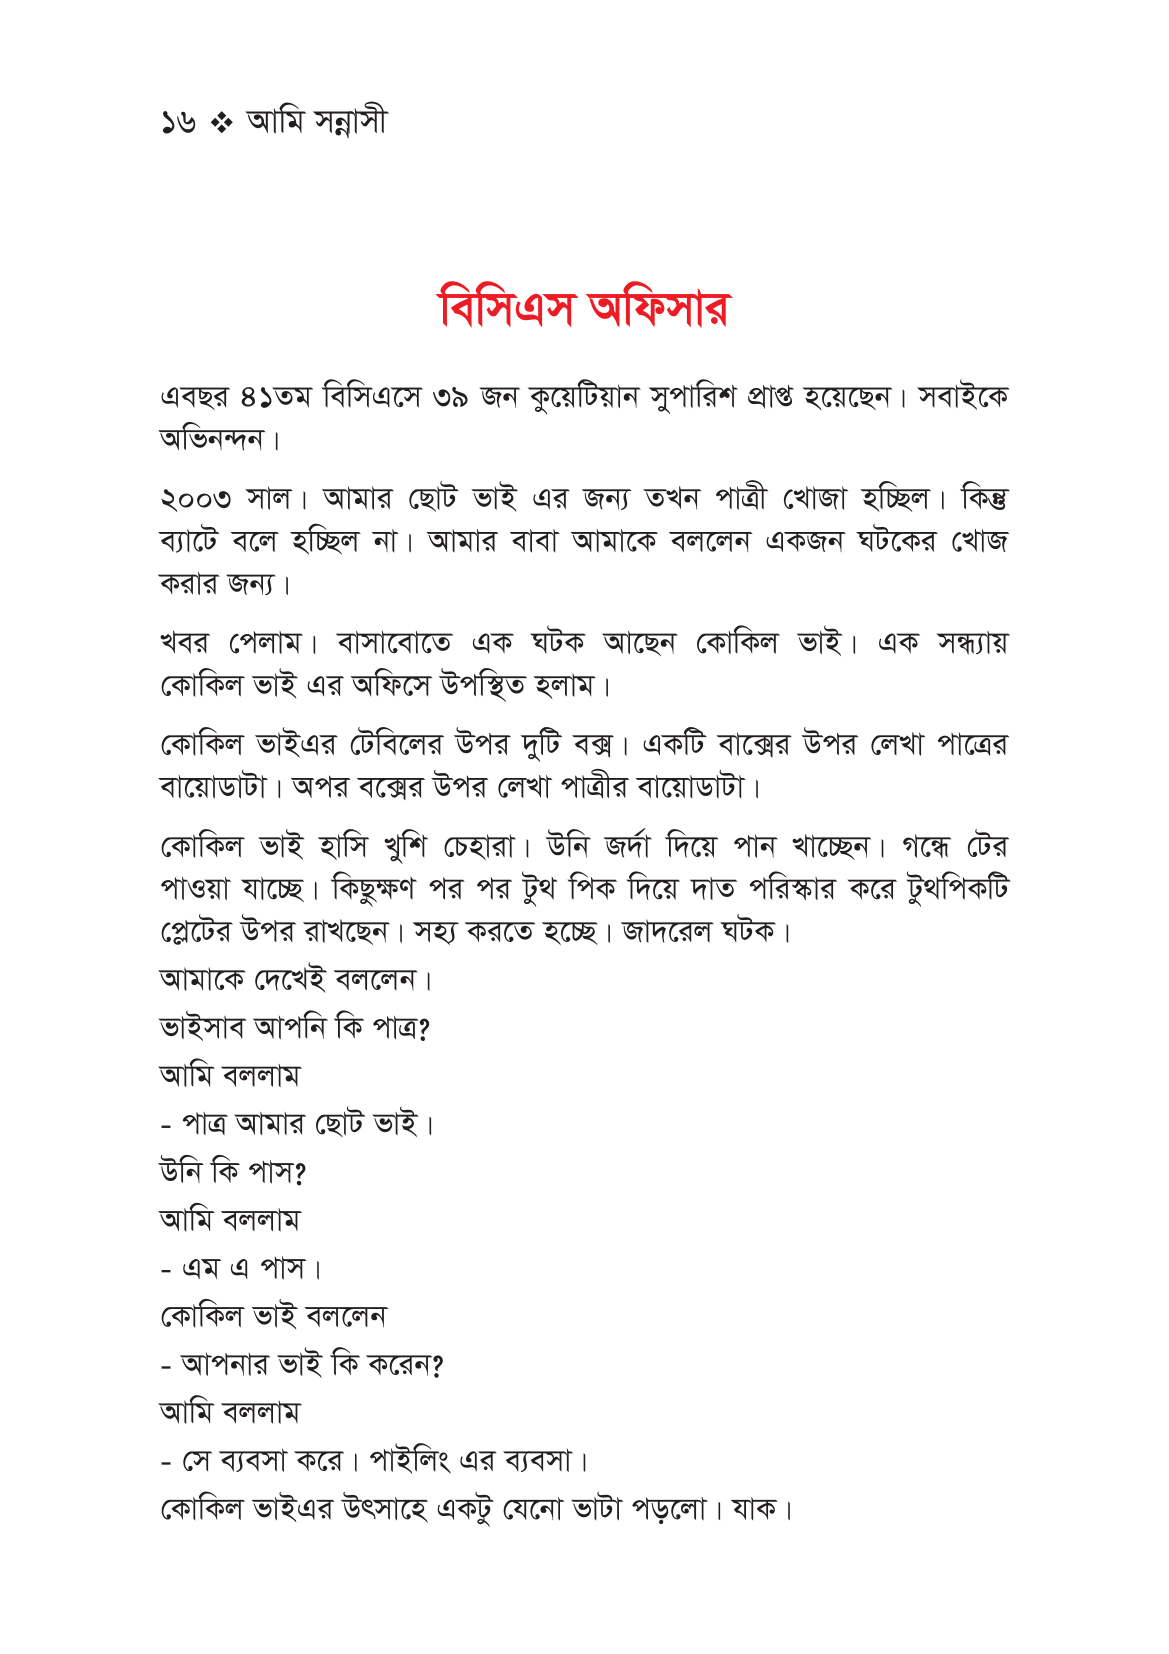 ১৬ ❖ আমি সন্নাসী
বিসিএস অফিসার
এবছর ৪১তম বিসিএসে ৩৯ জন কুয়েটিয়ান সুপারিশ প্রাপ্ত হয়েছেন। সবাইকে
অভিনন্দন।
২০০৩ সাল। আমার ছোট ভাই এর জন্য তখন পাত্রী খোজা হচ্ছিল। কিন্তু
ব্যাটে বলে হচ্ছিল না। আমার বাবা আমাকে বললেন একজন ঘটকের খোজ
করার জন্য।
খবর পেলাম। বাসাবোতে এক ঘটক আছেন কোকিল ভাই। এক সন্ধ্যায়
কোকিল ভাই এর অফিসে উপস্থিত হলাম।
কোকিল ভাইএর টেবিলের উপর দুটি বক্স। একটি বাক্সের উপর লেখা পাত্রের
বায়োডাটা। অপর বক্সের উপর লেখা পাত্রীর বায়োডাটা।
কোকিল ভাই হাসি খুশি চেহারা। উনি জর্দা দিয়ে পান খাচ্ছেন। গন্ধে টের
পাওয়া যাচ্ছে। কিছুক্ষণ পর পর টুথ পিক দিয়ে দাত পরিস্কার করে টুথপিকটি
প্লেটের উপর রাখছেন। সহ্য করতে হচ্ছে। জাদরেল ঘটক।
আমাকে দেখেই বললেন।
ভাইসাব আপনি কি পাত্র?
আমি বললাম
- পাত্র আমার ছোট ভাই।
উনি কি পাস?
আমি বললাম
- এম এ পাস।
কোকিল ভাই বললেন
- আপনার ভাই কি করেন?
আমি বললাম
- সে ব্যবসা করে। পাইলিং এর ব্যবসা।
কোকিল ভাইএর উৎসাহে একটু যেনো ভাটা পড়লো। যাক।